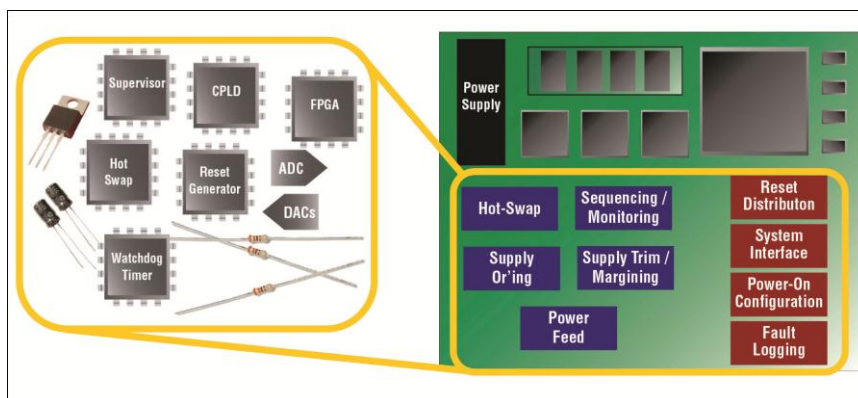 Supervisor
CPLD
FPGA
Hot
Swap
Reset
Generator
ADC
DACs
Watchdog
Timer
Power
Supply
Hot-Swap
Sequencing /
Monitoring
Supply
Or'ing
Supply Trim /
Margining
Power
Feed
Reset
Distributon
System
Interface
Power-On
Configuration
Fault
Logging